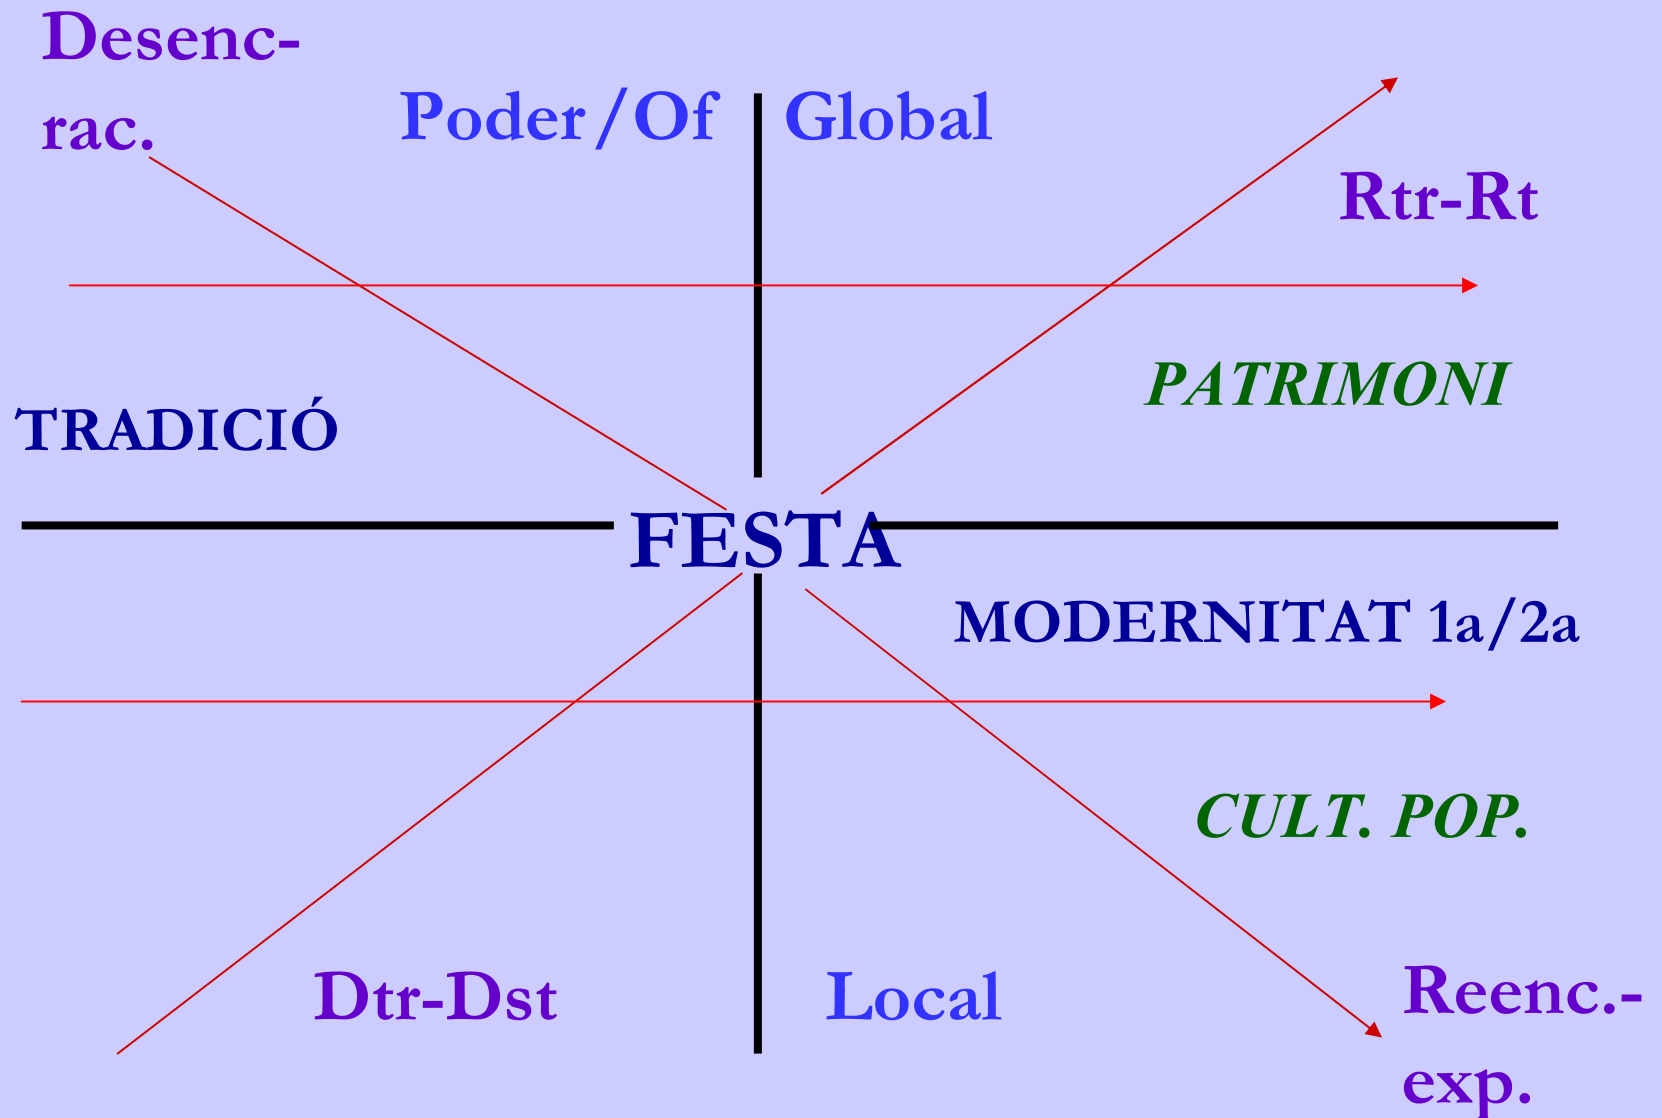 Desenc-
rac.
Poder/Of Global
Rtr-Rt
PATRIMONI
TRADICIÓ
FESTA
MODERNITAT 1a/2a
CULT. POP.
Dtr-Dst Local
Reenc.-
exp.